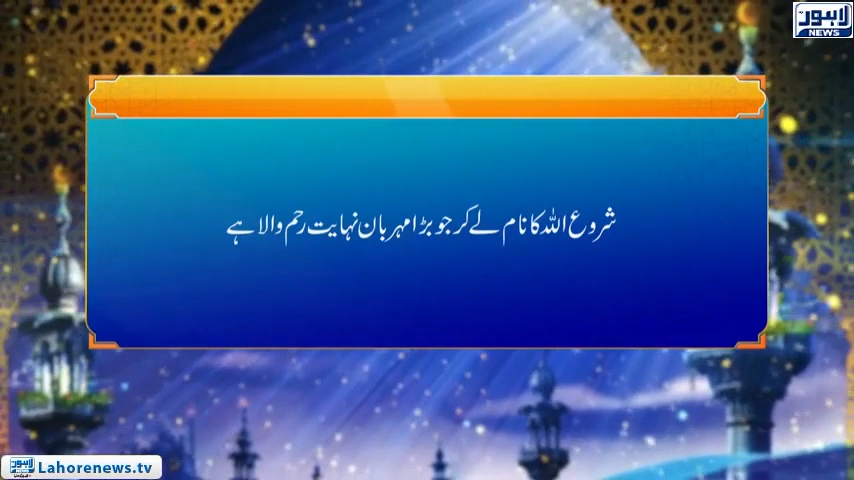 لاہور
NEWS
شروع اللہ کا نام لے کر جو بڑا مہربان نہایت رحم والا ہے
لاہور
Lahorenews.tv